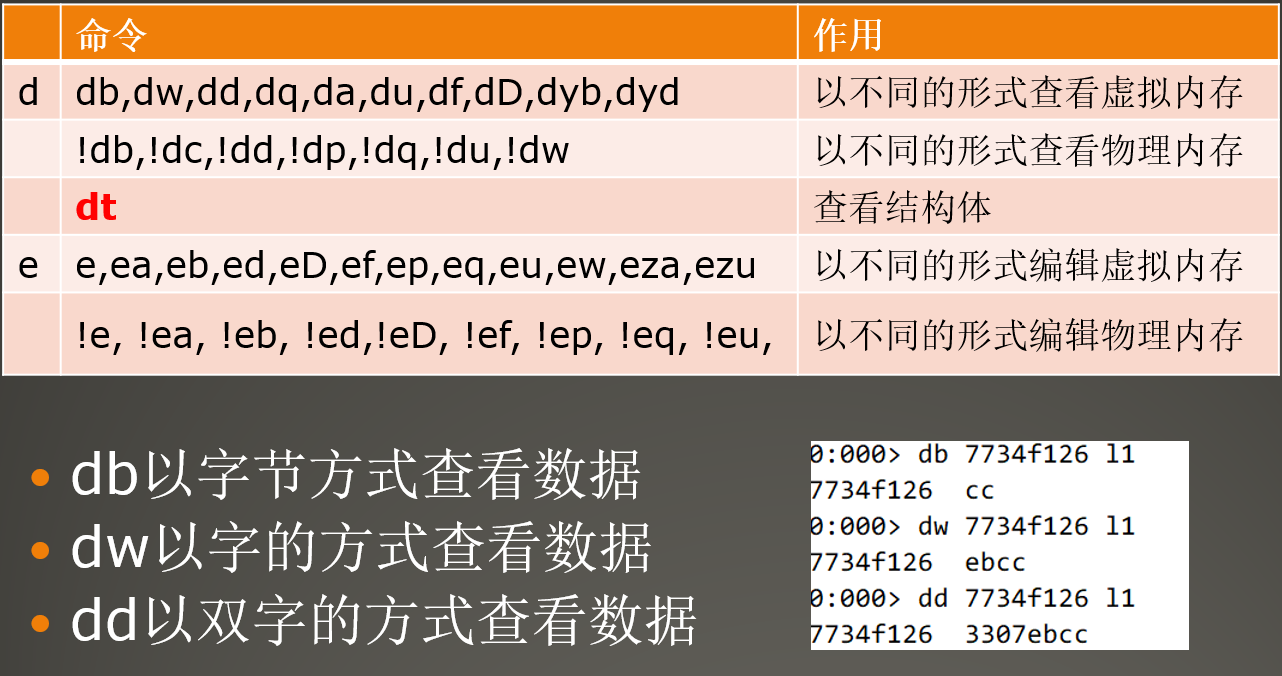 命令 作用
d db,dw,dd,dq,da,du,df,dD,dyb,dyd 以不同的形式查看虚拟内存
!db,!dc,!dd,!dp,!dq,!du,!dw 以不同的形式查看物理内存
dt 查看结构体
e e,ea,eb,ed,eD,ef,ep,eq,eu,ew,eza,ezu 以不同的形式编辑虚拟内存
!e, !ea, !eb, !ed,!eD, !ef, !ep, !eq, !eu, 以不同的形式编辑物理内存
• db以字节方式查看数据
• dw以字的方式查看数据
• dd以双字的方式查看数据
0:000> db 7734f126 l1
7734f126 cc
0:000> dw 7734f126 l1
7734f126 ebcc
0:000> dd 7734f126 l1
7734f126 3307ebcc